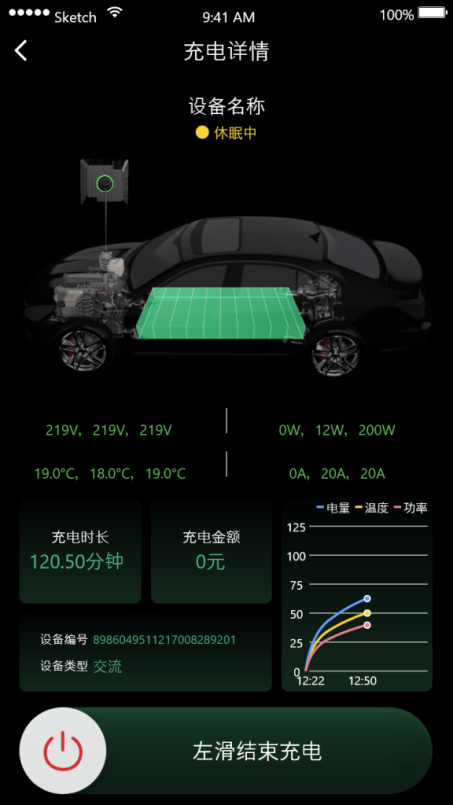 Sketch 9:41 AM 100%
充电详情
设备名称
休眠中
219V，219V，219V 0W，12W，200W
19.0°C，18.0°C，19.0°C 0A，20A，20A
充电时长
120.50分钟
充电金额
0元
设备编号 8986049511217008289201
设备类型 交流
电量 温度 功率
125
100
75
50
25
0
12:22 12:50
左滑结束充电